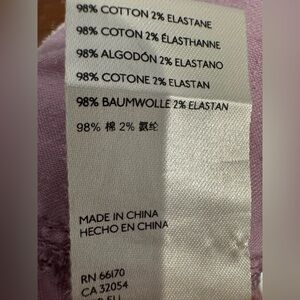 98% COTTON 2% ELASTANE
98% COTON 2% ÉLASTHANNE
98% ALGODÓN 2% ELASTANO
98% COTONE 2% ELASTAN
98% BAUMWOLLE 2% ELASTAN
98% 棉 2% 氨纶
MADE IN CHINA
HECHO EN CHINA
RN 66170
CA 32054